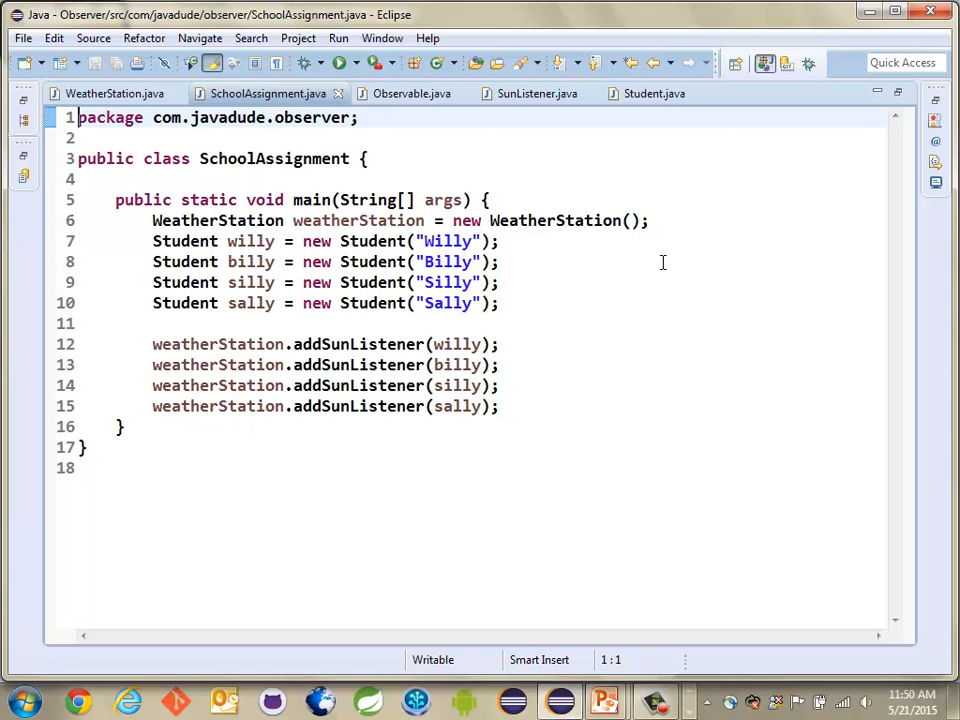 Java - Observer/src/com/javadude/observer/SchoolAssignment.java - Eclipse
File Edit Source Refactor Navigate Search Project Run Window Help
Quick Access
WeatherStation.java SchoolAssignment.java Observable.java SunListener.java Student.java
1 package com.javadude.observer;
2
3 public class SchoolAssignment {
4
5 public static void main(String[] args) {
6 WeatherStation weatherStation = new WeatherStation();
7 Student willy = new Student("Willy");
8 Student billy = new Student("Billy");
9 Student silly = new Student("Silly");
10 Student sally = new Student("Sally");
11
12 weatherStation.addSunListener(willy);
13 weatherStation.addSunListener(billy);
14 weatherStation.addSunListener(silly);
15 weatherStation.addSunListener(sally);
16 }
17 }
18
Writable Smart Insert 1 : 1
11:50 AM
5/21/2015